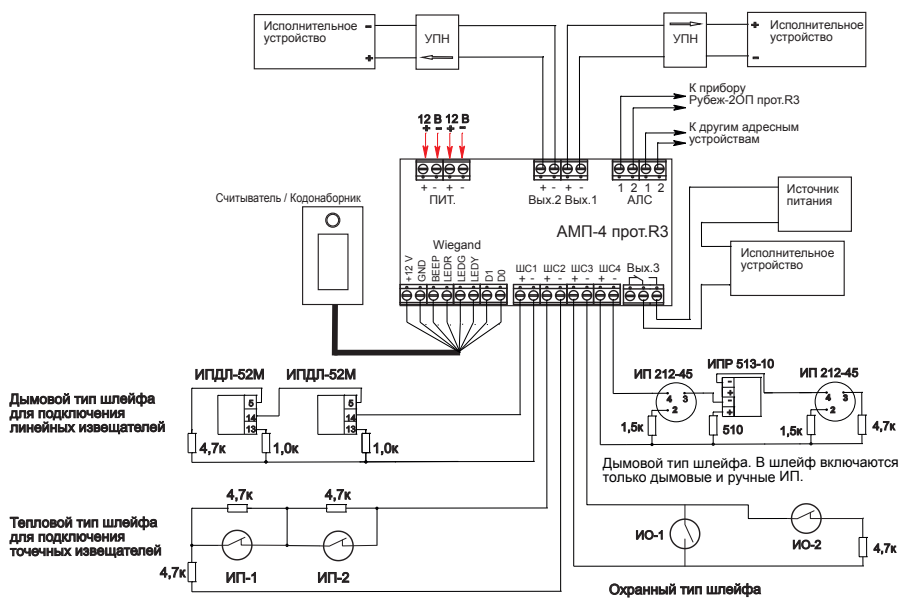 Исполнительное
устройство
-
+
УПН
УПН
+
-
Исполнительное
устройство
К прибору
Рубеж-2ОП прот.R3
К другим адресным
устройствам
12 В 12 В
+ - + -
+ - + -
ПИТ.
+ - + -
Вых.2 Вых.1
1 2 1 2
АЛС
Источник
питания
Исполнительное
устройство
Считыватель / Кодонаборник
АМП-4 прот.R3
Wiegand
+12 V
GND
BEEP
LEDR
LEDG
LEDY
D1
D0
ШС1 ШС2 ШС3 ШС4
+ - + - + - + -
Вых.3
ИПДЛ-52М ИПДЛ-52М
5
14
13
5
14
13
Дымовой тип шлейфа
для подключения
линейных извещателей
4,7к
1,0к
1,0к
ИП 212-45
ИПР 513-10
ИП 212-45
4 3
2
-
+
-
+
4 3
2
1,5к
510
1,5к
4,7к
Дымовой тип шлейфа. В шлейф включаются
только дымовые и ручные ИП.
4,7к
4,7к
Тепловой тип шлейфа
для подключения
точечных извещателей
4,7к
ИП-1
ИП-2
ИО-1
ИО-2
4,7к
Охранный тип шлейфа